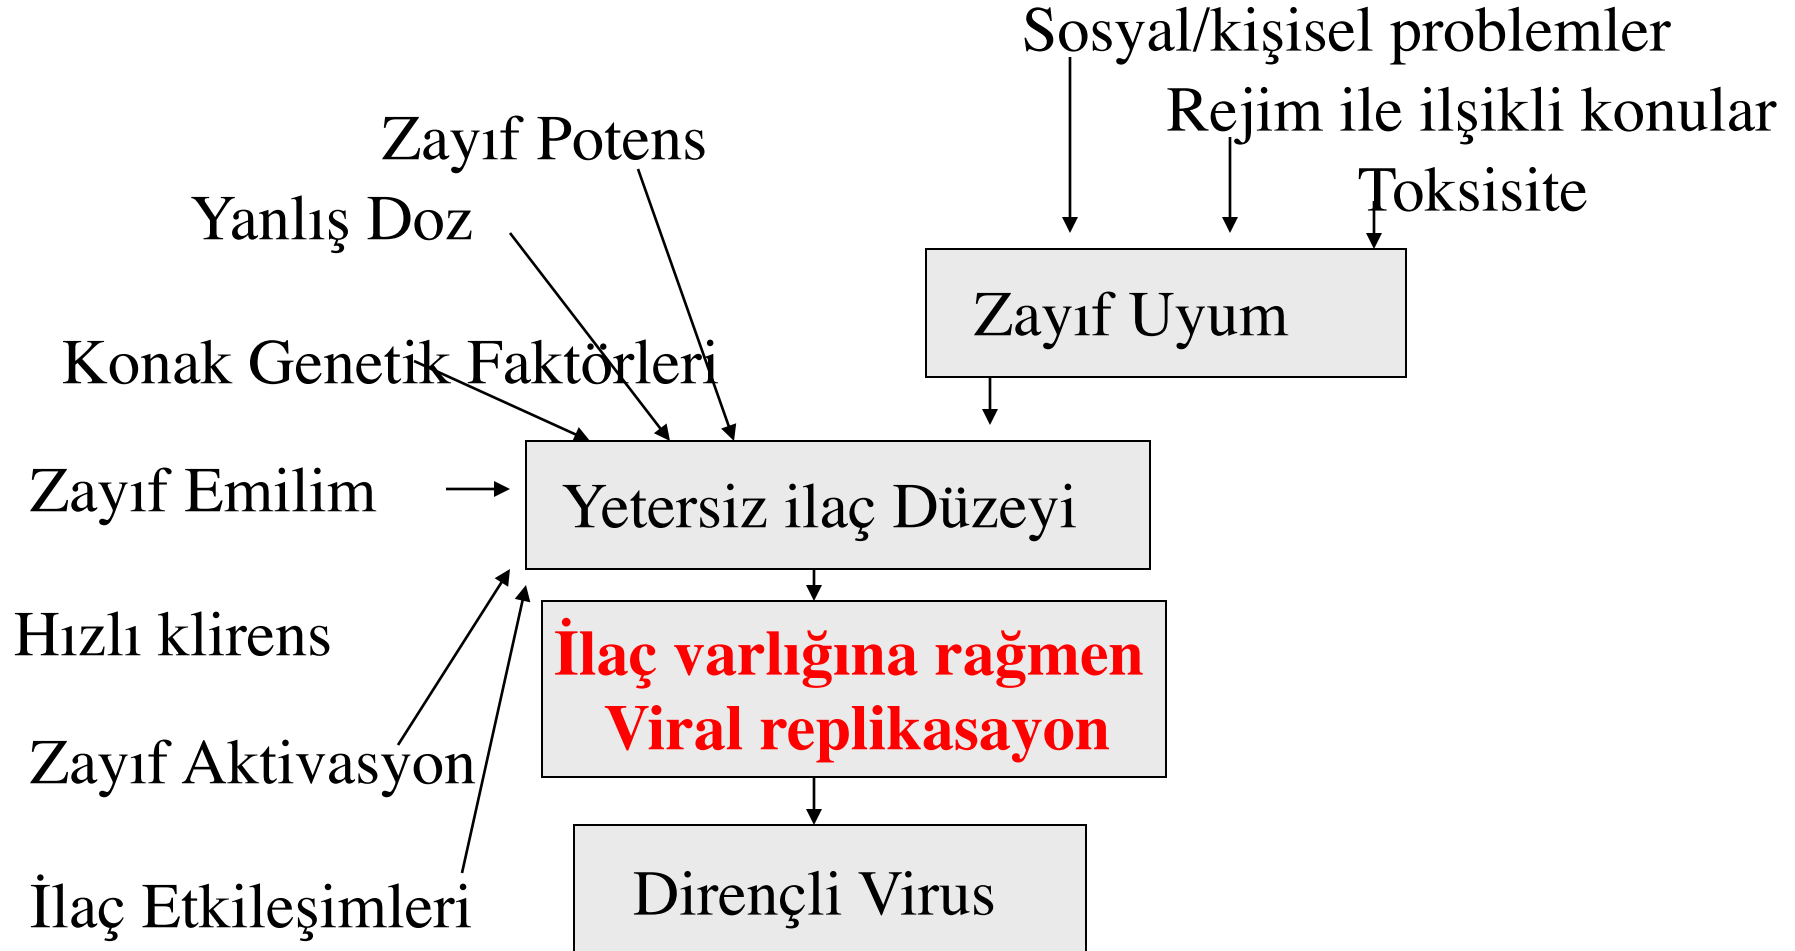 Sosyal/kişisel problemler
Rejim ile ilşikli konular
Zayıf Potens
Toksisite
Yanlış Doz
Zayıf Uyum
Konak Genetik Faktörleri
Zayıf Emilim
Yetersiz ilaç Düzeyi
Hızlı klirens
İlaç varlığına rağmen
Viral replikasayon
Zayıf Aktivasyon
Dirençli Virus
İlaç Etkileşimleri